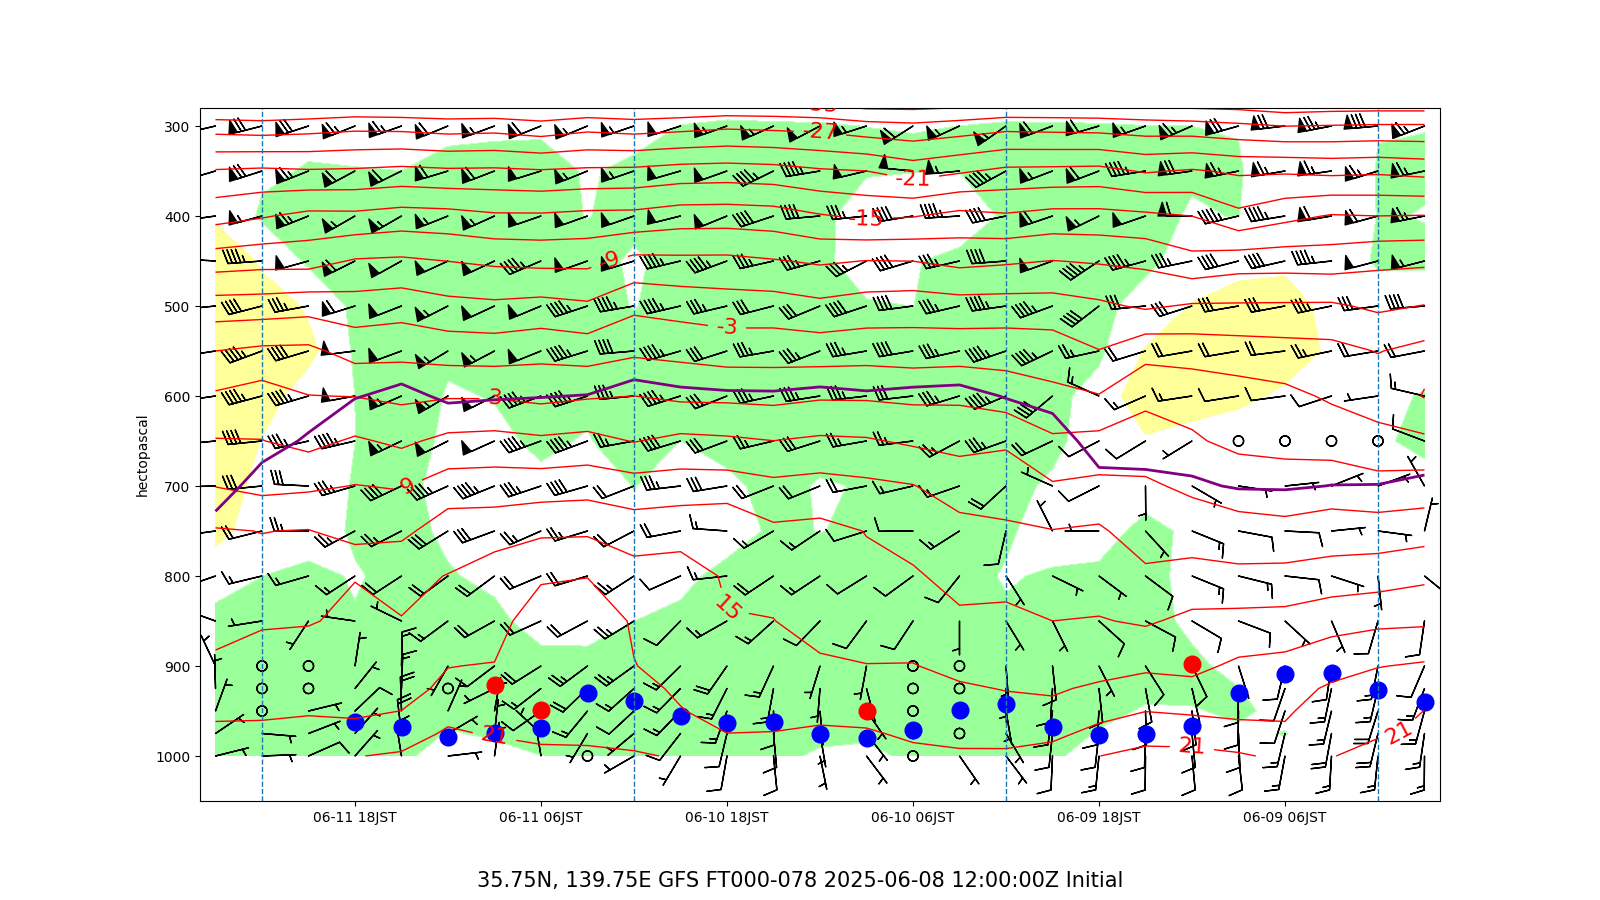 -33
300
-27
-21
400
-15
-9
500
-3
600
3
hectopascal
700
9
800
15
900
21
21
21
1000
06-11 18JST
06-11 06JST
06-10 18JST
06-10 06JST
06-09 18JST
06-09 06JST
35.75N, 139.75E GFS FT000-078 2025-06-08 12:00:00Z Initial